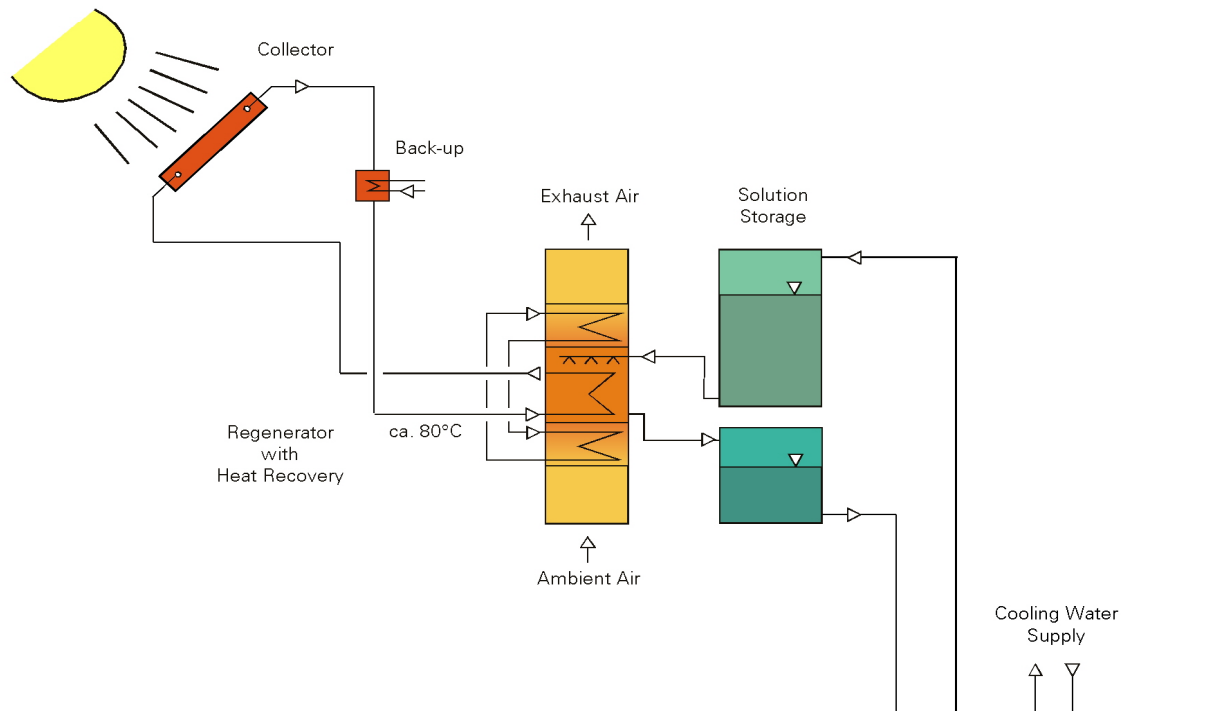 Collector
Back-up
Exhaust Air
Solution
Storage
ca. 80°C
Regenerator
with
Heat Recovery
Ambient Air
Cooling Water
Supply